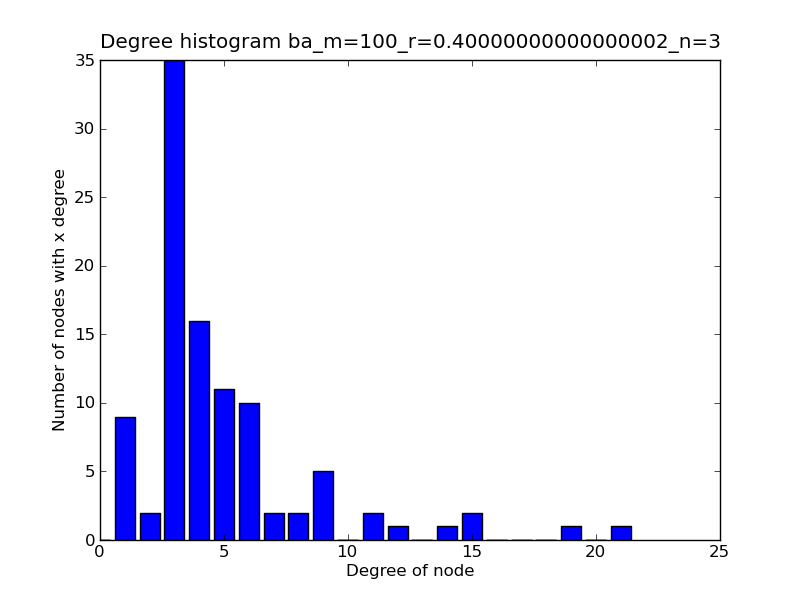 Degree histogram ba_m=100_r=0.40000000000000002_n=3
35
30
25
20
15
10
5
0
Number of nodes with x degree
0 5 10 15 20 25
Degree of node